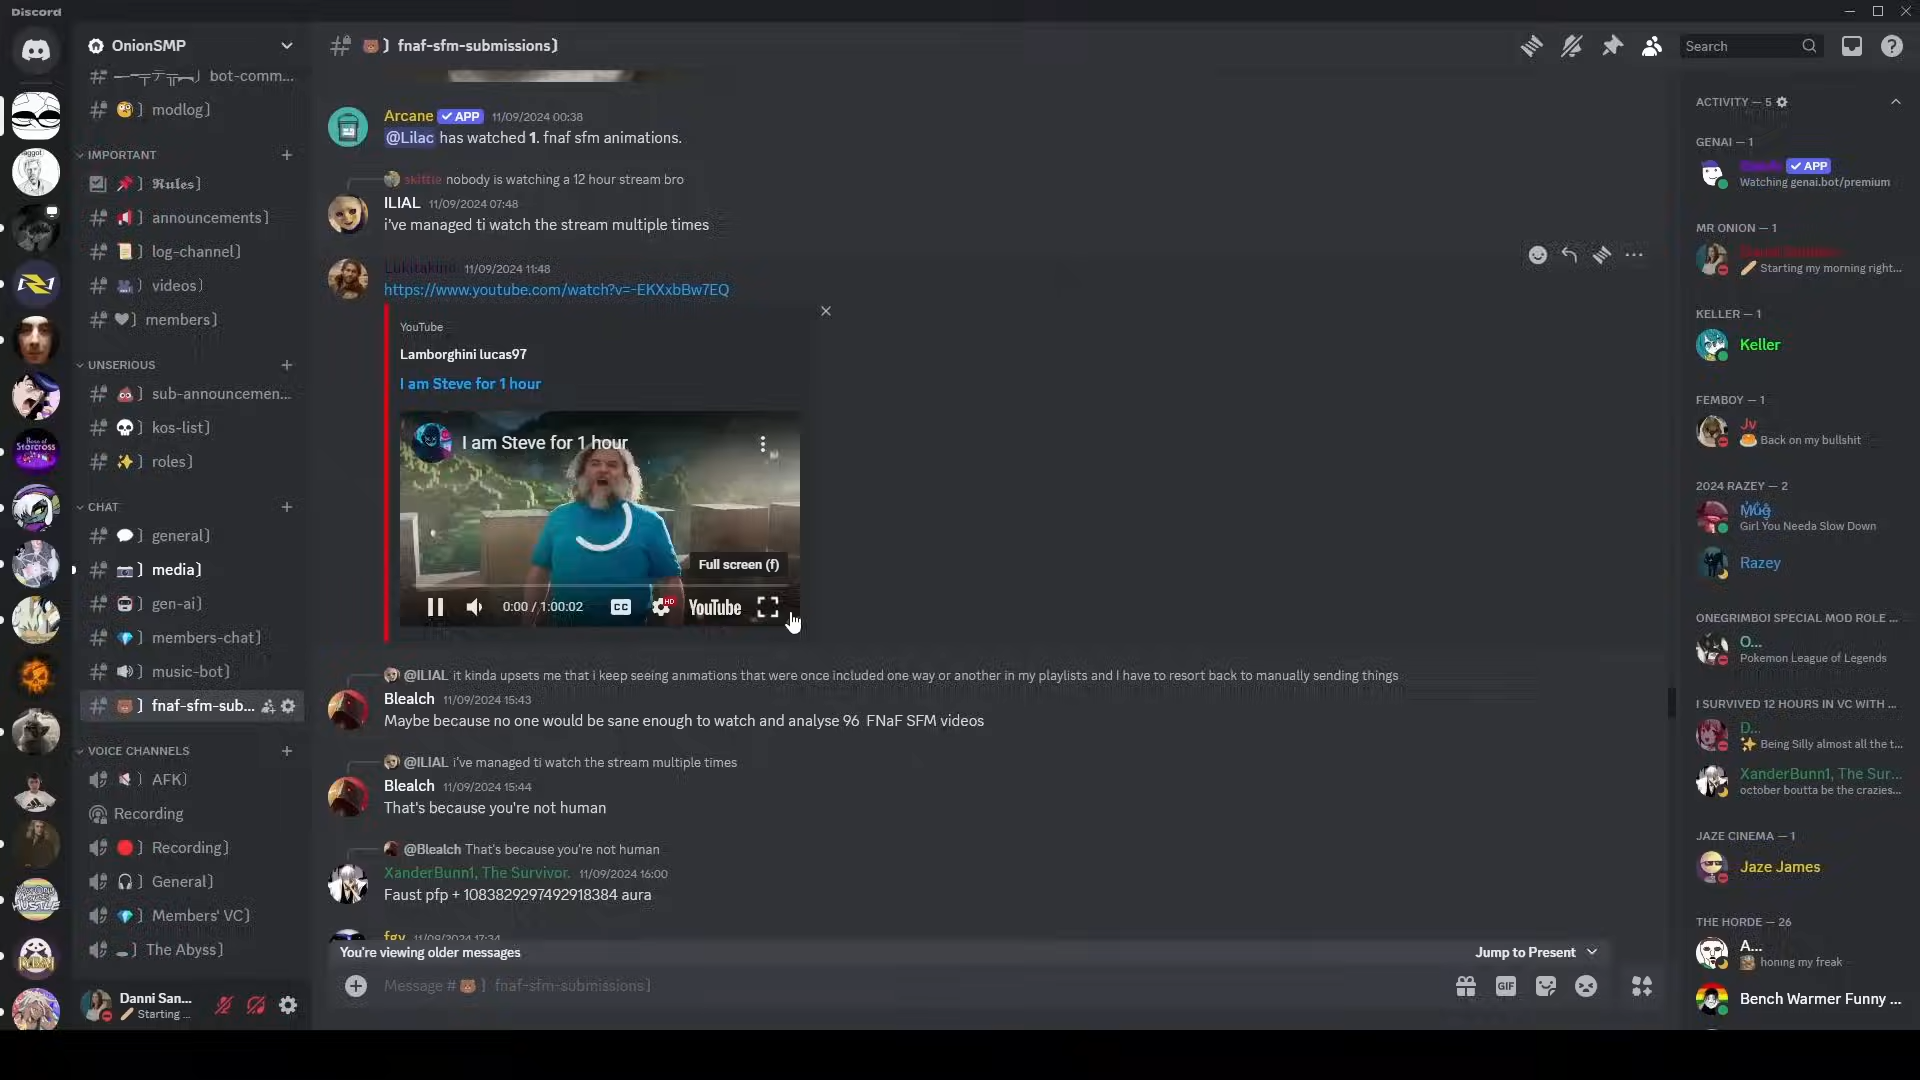 Discord
OnionSMP
bot-comm...
modlog
IMPORTANT
𝕽𝖚𝖑𝖊𝖘
announcements
log-channel
videos
members
UNSERIOUS
sub-announcemen...
kos-list
roles
CHAT
general
media
gen-ai
members-chat
music-bot
fnaf-sfm-sub...
VOICE CHANNELS
AFK
Recording
Recording
General
Members' VC
The Abyss
Danni San...
Starting ...
fnaf-sfm-submissions
Search
Arcane APP 11/09/2024 00:38
@Lilac has watched 1. fnaf sfm animations.
skittle nobody is watching a 12 hour stream bro
ILIAL 11/09/2024 07:48
i've managed ti watch the stream multiple times
11/09/2024 11:48
https://www.youtube.com/watch?v=-EKXxbBw7EQ
YouTube
Lamborghini lucas97
I am Steve for 1 hour
I am Steve for 1 hour
Full screen (f)
0:00 / 1:00:02 CC HD YouTube
@ILIAL it kinda upsets me that i keep seeing animations that were once included one way or another in my playlists and I have to resort back to manually sending things
Blealch 11/09/2024 15:43
Maybe because no one would be sane enough to watch and analyse 96 FNaF SFM videos
@ILIAL i've managed ti watch the stream multiple times
Blealch 11/09/2024 15:44
That's because you're not human
@Blealch That's because you're not human
XanderBunn1, The Survivor. 11/09/2024 16:00
Faust pfp + 1083829297492918384 aura
fgv 11/09/2024 17:34
You're viewing older messages
Jump to Present
Message # fnaf-sfm-submissions
GIF
ACTIVITY — 5
GENAI — 1
APP
Watching genai.bot/premium
MR ONION — 1
Starting my morning right...
KELLER — 1
Keller
FEMBOY — 1
Jv
Back on my bullshit
2024 RAZEY — 2
Girl You Needa Slow Down
Razey
ONEGRIMBOI SPECIAL MOD ROLE ...
O...
Pokemon League of Legends
I SURVIVED 12 HOURS IN VC WITH ...
D...
Being Silly almost all the t...
XanderBunn1, The Sur...
october boutta be the crazies...
JAZE CINEMA — 1
Jaze James
THE HORDE — 26
A...
honing my freak
Bench Warmer Funny ...